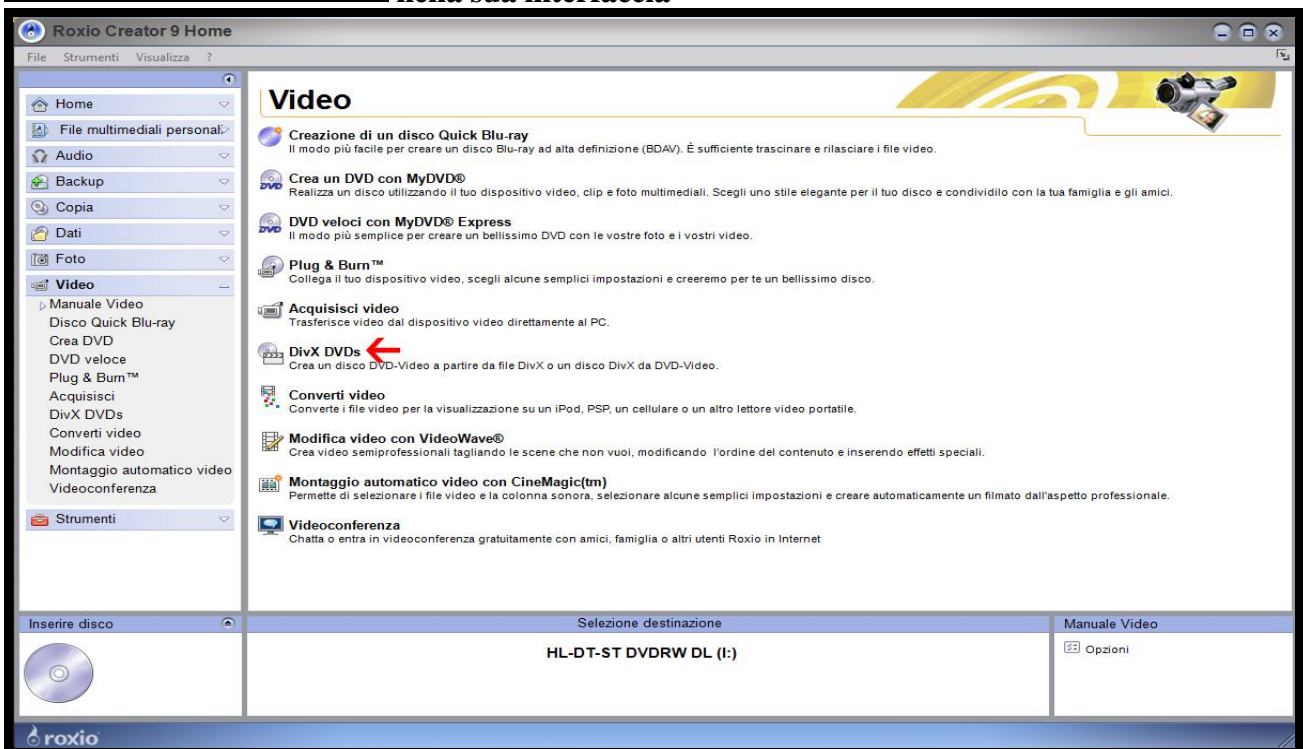 nella sua interfaccia
Roxio Creator 9 Home
File Strumenti Visualizza ?
Home
File multimediali personali
Audio
Backup
Copia
Dati
Foto
Video
Manuale Video
Disco Quick Blu-ray
Crea DVD
DVD veloce
Plug & Burn™
Acquisisci
DivX DVDs
Converti video
Modifica video
Montaggio automatico video
Videoconferenza
Strumenti
Video
Creazione di un disco Quick Blu-ray
Il modo più facile per creare un disco Blu-ray ad alta definizione (BDAV). È sufficiente trascinare e rilasciare i file video.
DVD
Crea un DVD con MyDVD®
Realizza un disco utilizzando il tuo dispositivo video, clip e foto multimediali. Scegli uno stile elegante per il tuo disco e condividilo con la tua famiglia e gli amici.
DVD
DVD veloci con MyDVD® Express
Il modo più semplice per creare un bellissimo DVD con le vostre foto e i vostri video.
Plug & Burn™
Collega il tuo dispositivo video, scegli alcune semplici impostazioni e creeremo per te un bellissimo disco.
Acquisisci video
Trasferisce video dal dispositivo video direttamente al PC.
DivX DVDs
Crea un disco DVD-Video a partire da file DivX o un disco DivX da DVD-Video.
Converti video
Converte i file video per la visualizzazione su un iPod, PSP, un cellulare o un altro lettore video portatile.
Modifica video con VideoWave®
Crea video semiprofessionali tagliando le scene che non vuoi, modificando l'ordine del contenuto e inserendo effetti speciali.
Montaggio automatico video con CineMagic(tm)
Permette di selezionare i file video e la colonna sonora, selezionare alcune semplici impostazioni e creare automaticamente un filmato dall'aspetto professionale.
Videoconferenza
Chatta o entra in videoconferenza gratuitamente con amici, famiglia o altri utenti Roxio in Internet
Inserire disco
Selezione destinazione
HL-DT-ST DVDRW DL (I:)
Manuale Video
Opzioni
roxio